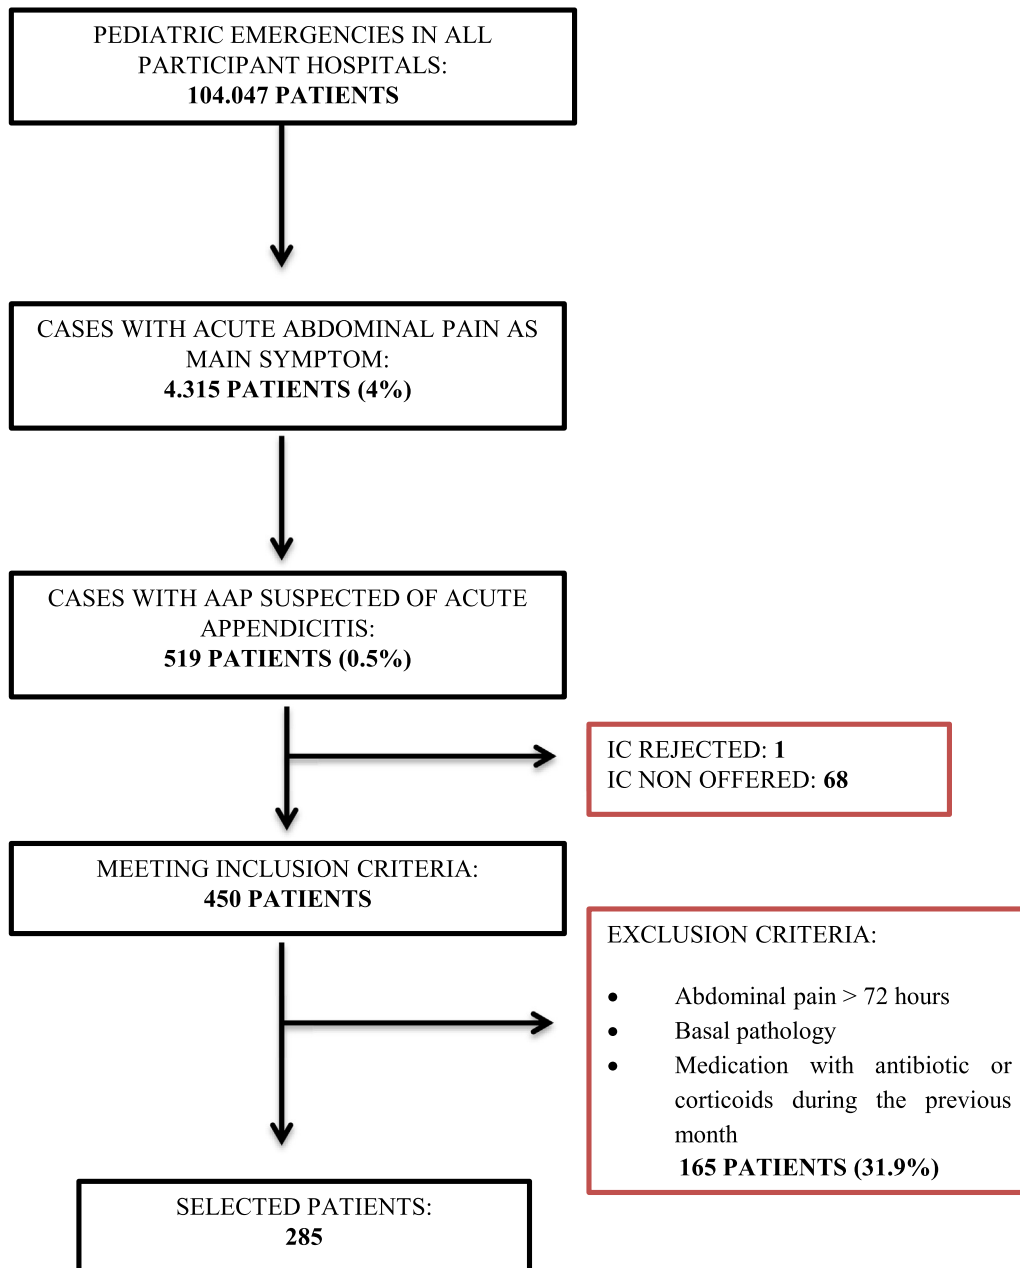 PEDIATRIC EMERGENCIES IN ALL
PARTICIPANT HOSPITALS:
104.047 PATIENTS
CASES WITH ACUTE ABDOMINAL PAIN AS
MAIN SYMPTOM:
4.315 PATIENTS (4%)
CASES WITH AAP SUSPECTED OF ACUTE
APPENDICITIS:
519 PATIENTS (0.5%)
IC REJECTED: 1
IC NON OFFERED: 68
MEETING INCLUSION CRITERIA:
450 PATIENTS
EXCLUSION CRITERIA:
• Abdominal pain > 72 hours
• Basal pathology
• Medication with antibiotic or
corticoids during the previous
month
165 PATIENTS (31.9%)
SELECTED PATIENTS:
285